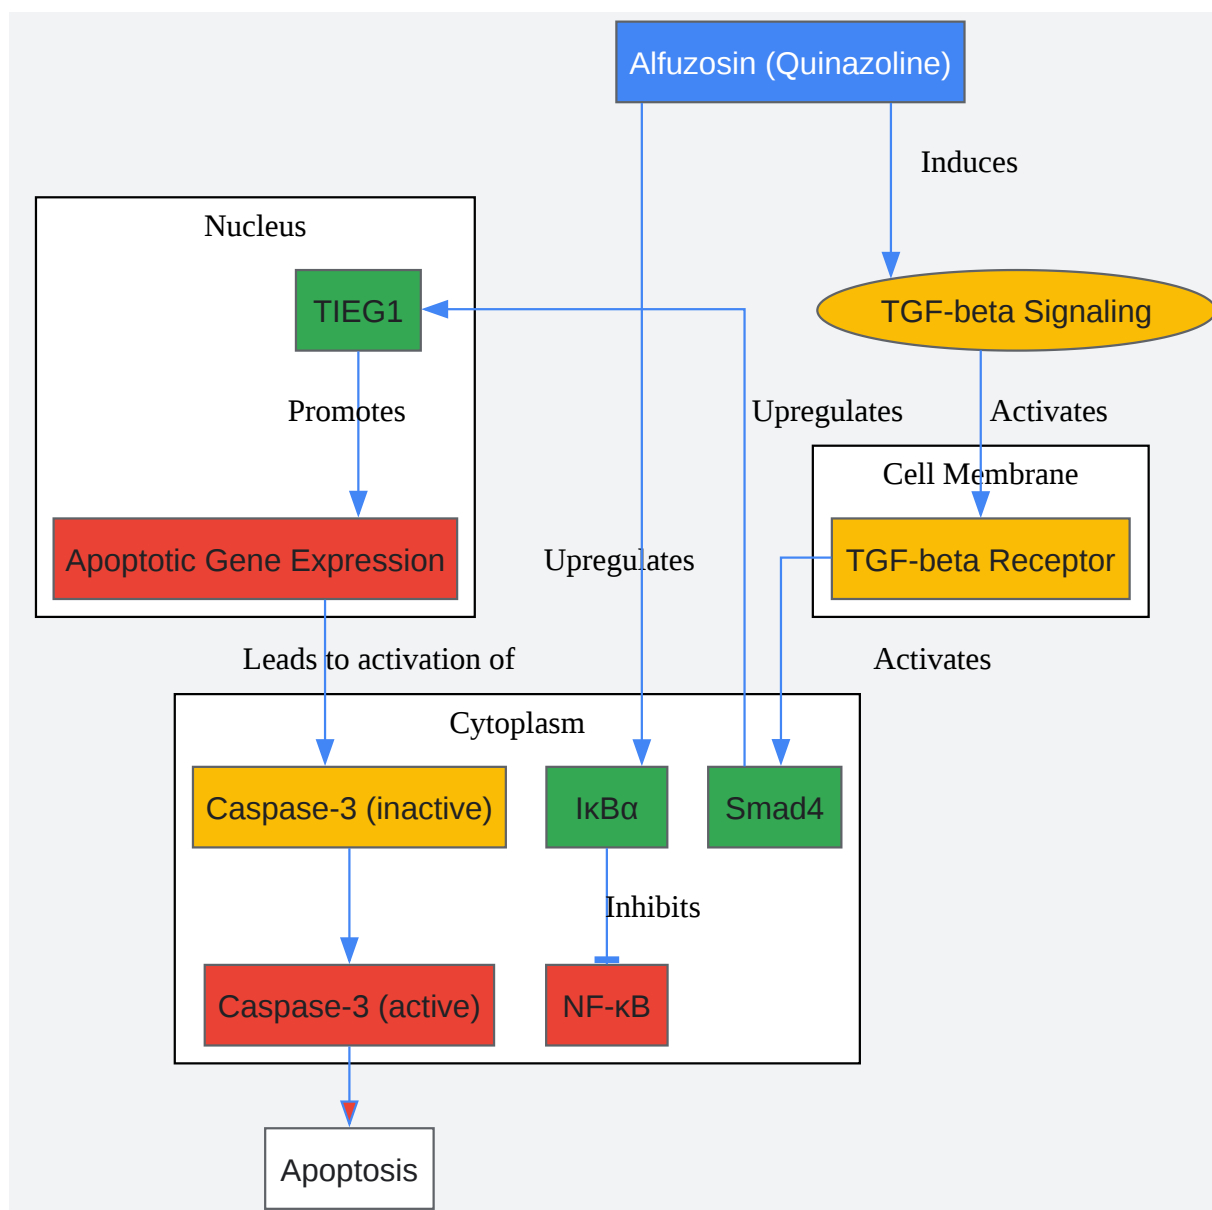 Alfuzosin (Quinazoline)
Induces
Nucleus
TIEG1
TGF-beta Signaling
Promotes
Upregulates
Activates
Cell Membrane
Apoptotic Gene Expression
Upregulates
TGF-beta Receptor
Leads to activation of
Activates
Cytoplasm
Caspase-3 (inactive)
IκBα
Smad4
Inhibits
Caspase-3 (active)
NF-κB
Apoptosis